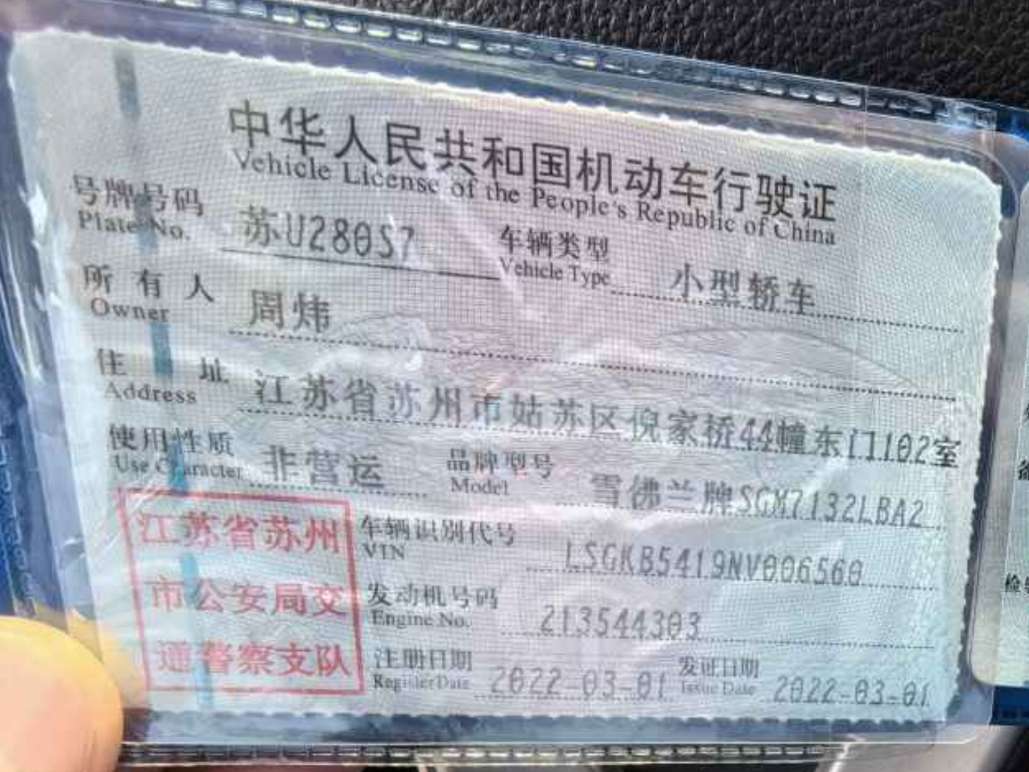 中华人民共和国机动车行驶证
Vehicle License of the People's Republic of China
号牌号码 苏U280S7 车辆类型 小型轿车
Plate No. Vehicle Type
所有人 周炜
Owner
住址 江苏省苏州市姑苏区倪家桥44幢东门102室
Address
使用性质 非营运 品牌型号 雪佛兰牌SGM7132LBA2
Use Character Model
江苏省苏州
市公安局交
通警察支队
车辆识别代号 LSGKB5419NV006560
VIN
发动机号码 213544303
Engine No.
注册日期 2022-03-01 发证日期 2022-03-01
Register Date Issue Date